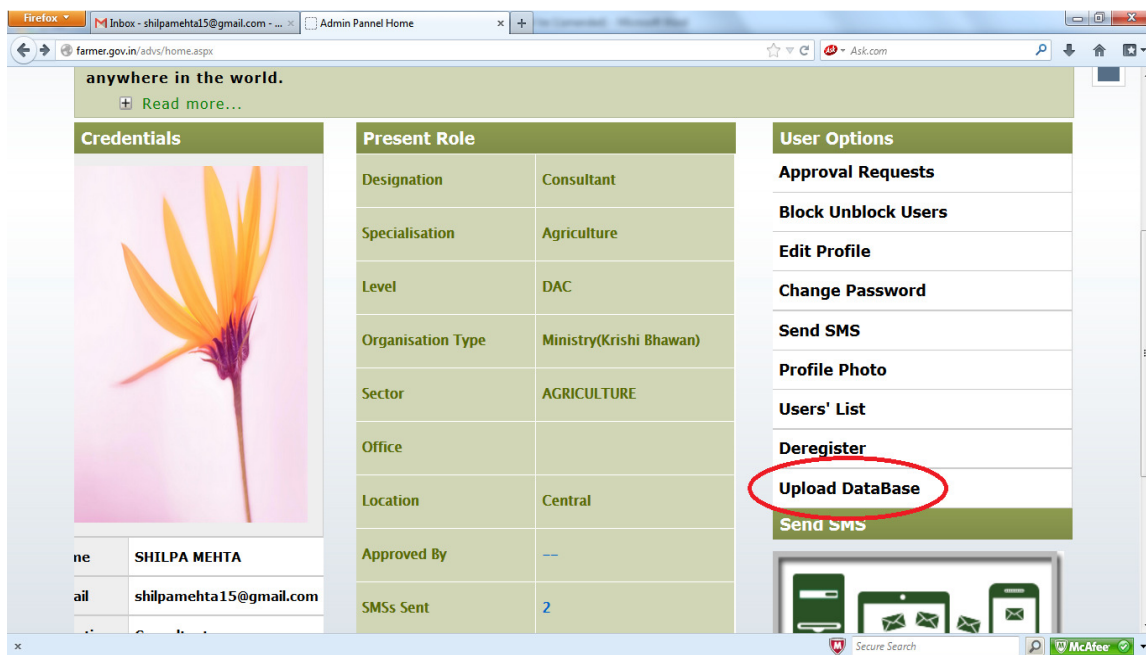 Firefox
Inbox - shilpamehta15@gmail.com - ...
Admin Pannel Home
farmer.gov.in/advs/home.aspx
Ask.com
anywhere in the world.
Read more...
Credentials
SHILPA MEHTA
shilpamehta15@gmail.com
Present Role
Designation Consultant
Specialisation Agriculture
Level DAC
Organisation Type Ministry(Krishi Bhawan)
Sector AGRICULTURE
Office
Location Central
Approved By --
SMSs Sent 2
User Options
Approval Requests
Block Unblock Users
Edit Profile
Change Password
Send SMS
Profile Photo
Users' List
Deregister
Upload DataBase
Send SMS
Secure Search
McAfee